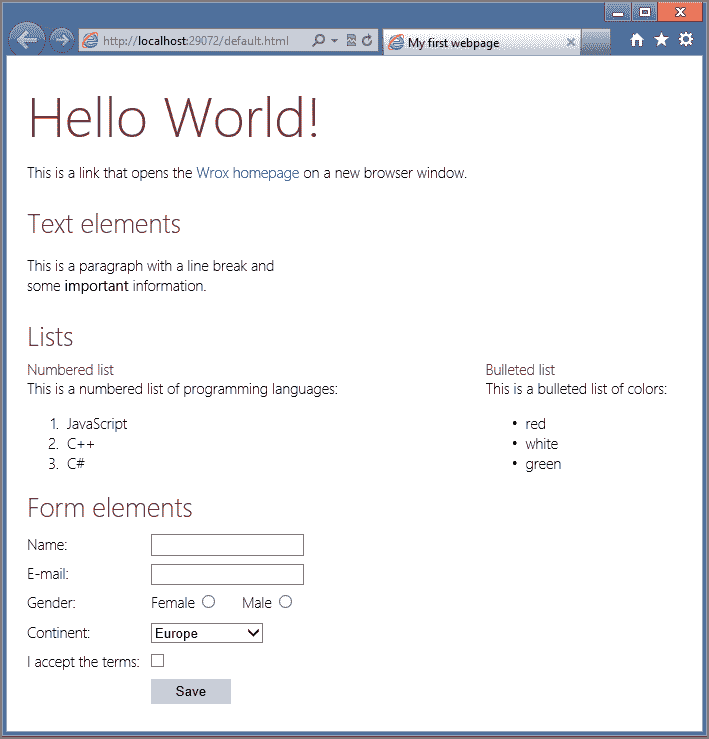 http://localhost:29072/default.html
My first webpage
Hello World!
This is a link that opens the Wrox homepage on a new browser window.
Text elements
This is a paragraph with a line break and
some important information.
Lists
Numbered list
This is a numbered list of programming languages:
1. JavaScript
2. C++
3. C#
Bulleted list
This is a bulleted list of colors:
• red
• white
• green
Form elements
Name:
E-mail:
Gender: Female Male
Continent: Europe
I accept the terms:
Save